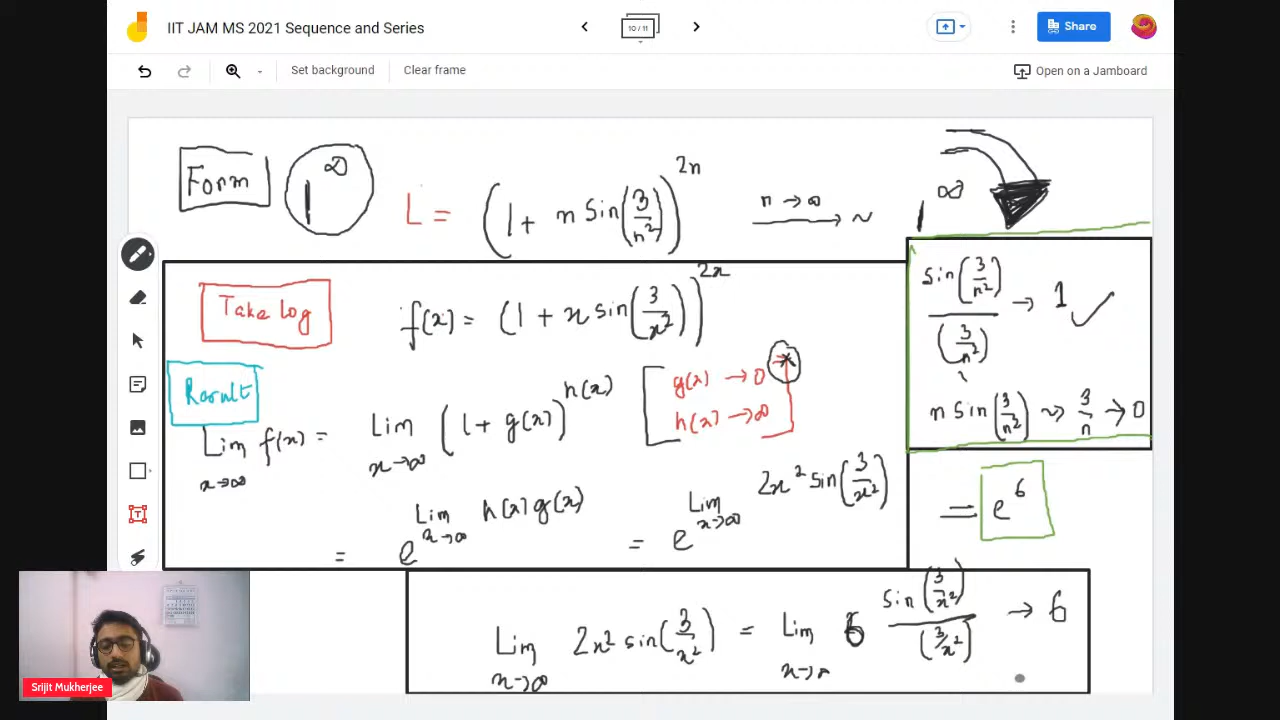 IIT JAM MS 2021 Sequence and Series
10 / 11
Share
Set background
Clear frame
Open on a Jamboard
Form
1^∞
L = (1 + n sin(3/n²))^2n
n → ∞
~
1^∞
Take log
f(x) = (1 + x sin(3/x²))^2x
sin(3/n²) / (3/n²) → 1 ✓
n sin(3/n²) ~ 3/n → 0
Result
Lim x→∞ f(x) = Lim x→∞ (1 + g(x))^h(x)
[ g(x) → 0
h(x) → ∞ ] *
= e^Lim x→∞ h(x) g(x) = e^Lim x→∞ 2x² sin(3/x²)
= e^6
Lim x→∞ 2x² sin(3/x²) = Lim x→∞ 6 sin(3/x²) / (3/x²) → 6
Srijit Mukherjee